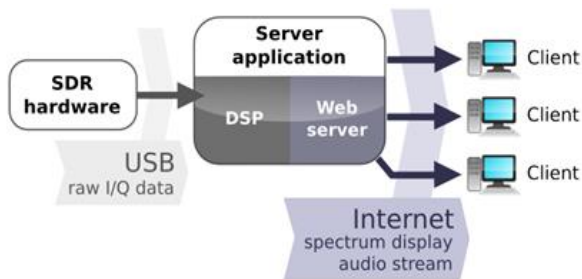 SDR
hardware
USB
raw I/Q data
Server
application
DSP
Web
server
Internet
spectrum display
audio stream
Client
Client
Client